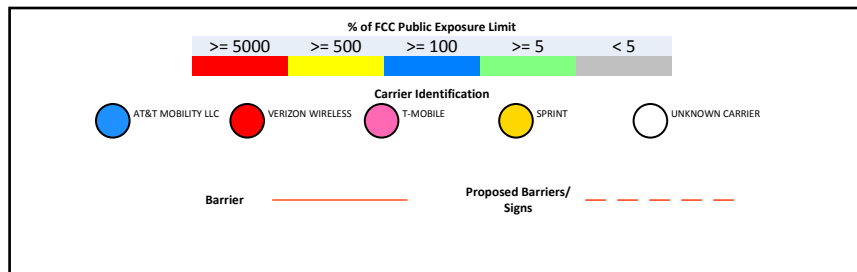 % of FCC Public Exposure Limit
>= 5000 >= 500 >= 100 >= 5 < 5
Carrier Identification
AT&T MOBILITY LLC VERIZON WIRELESS T-MOBILE SPRINT UNKNOWN CARRIER
Barrier Proposed Barriers/
Signs